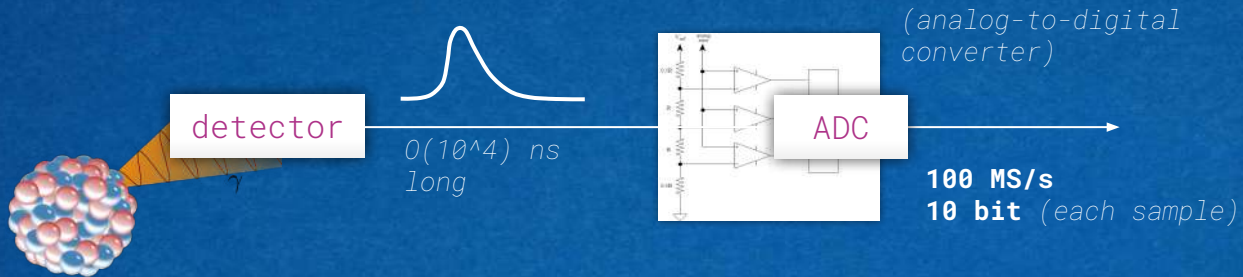 (analog-to-digital
converter)
detector
ADC
γ
O(10^4) ns
long
100 MS/s
10 bit (each sample)